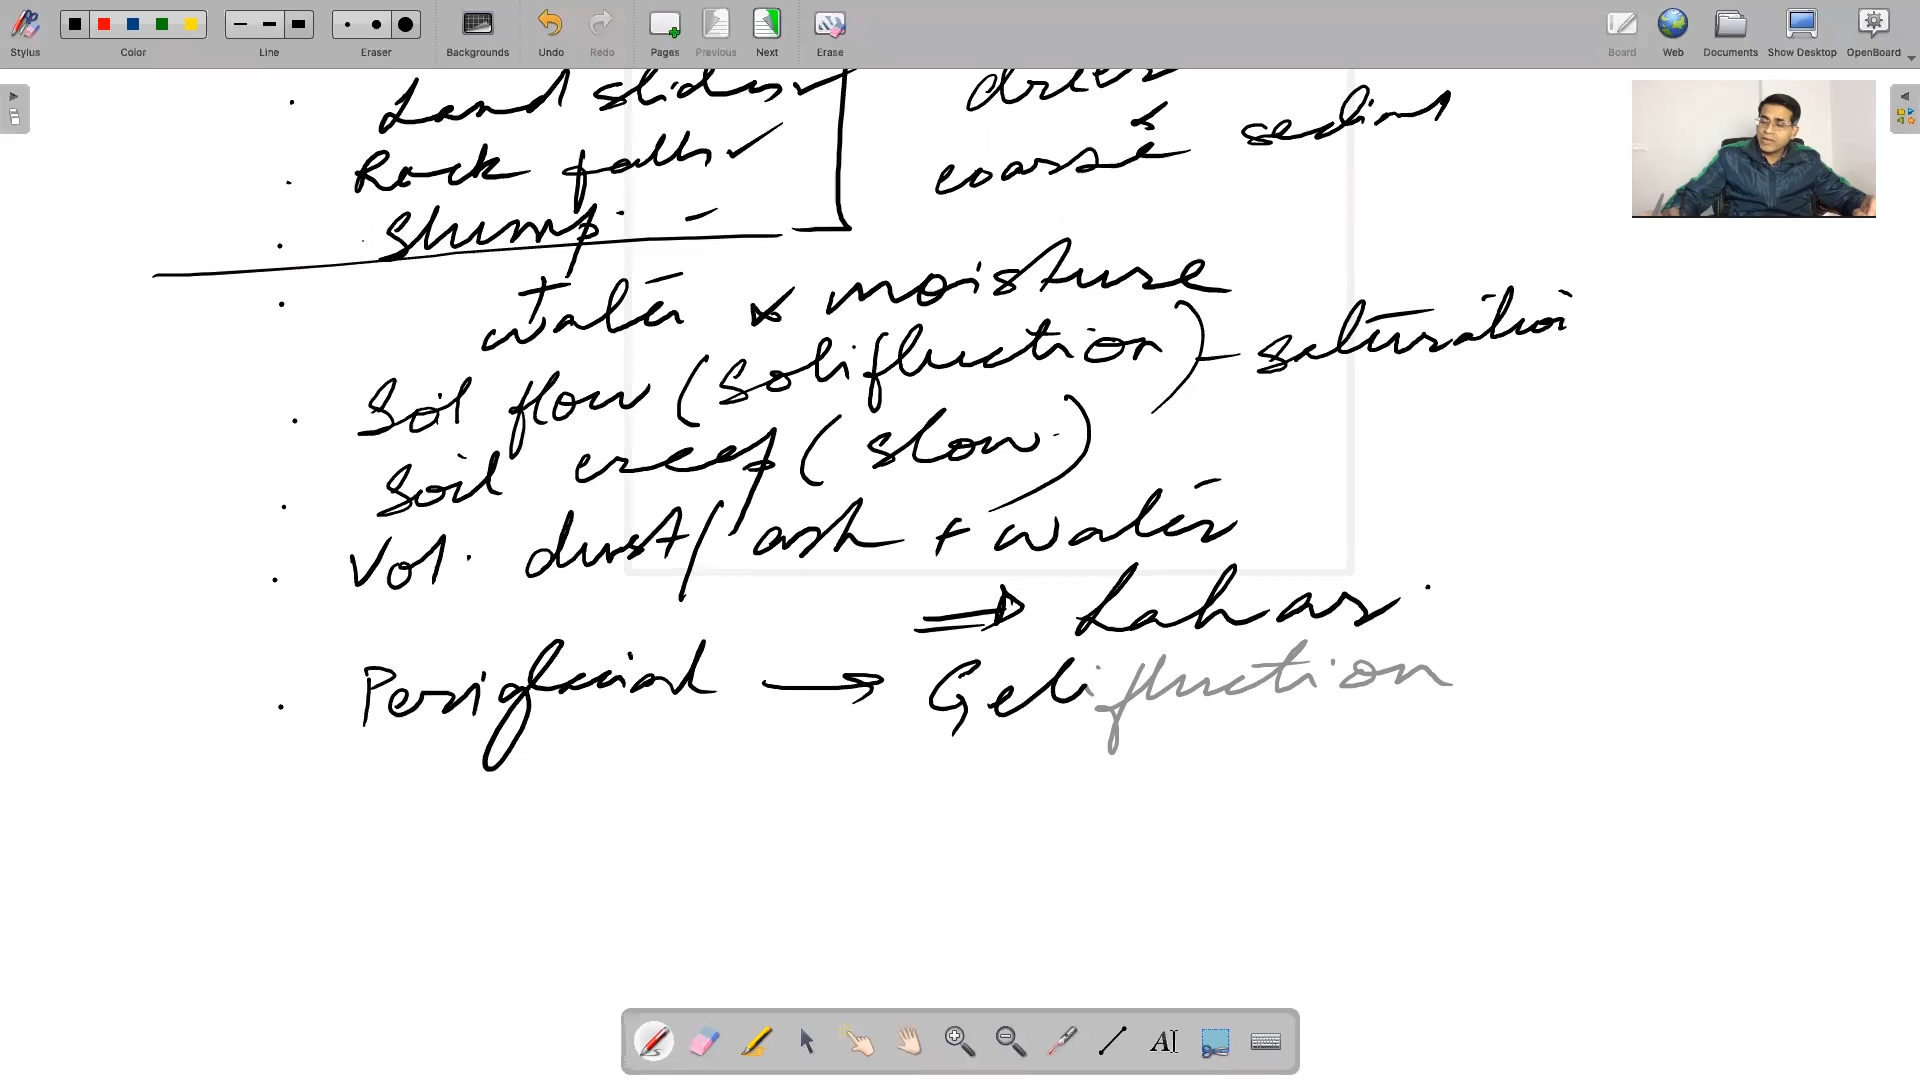 Stylus Color Line Eraser Backgrounds Undo Redo Pages Previous Next Erase Board Web Documents Show Desktop OpenBoard
Land slides
Rock falls
coarse
Slump
water & moisture
Soil flow (Solifluction) - saturation
Soil creep (slow)
Vol. dust/ash + water
⇒ Lahar
Periglacial → Gelifluction